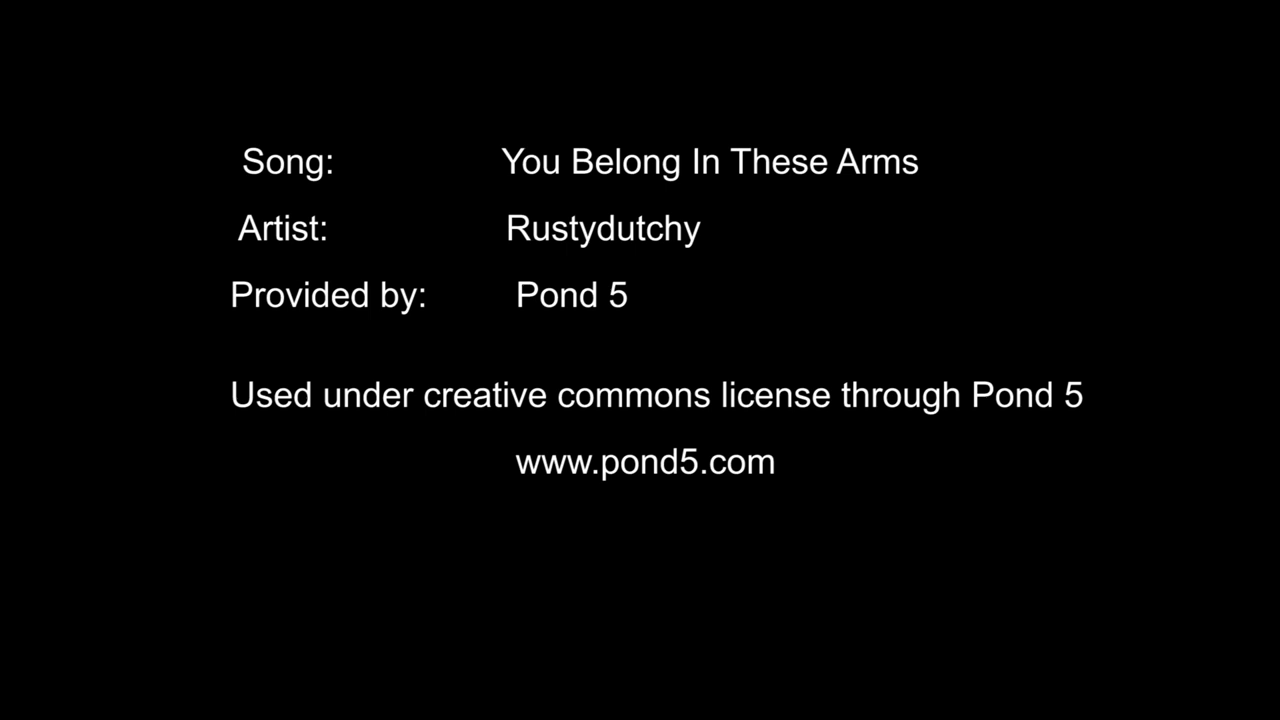 Song: You Belong In These Arms
Artist: Rustydutchy
Provided by: Pond 5
Used under creative commons license through Pond 5
www.pond5.com